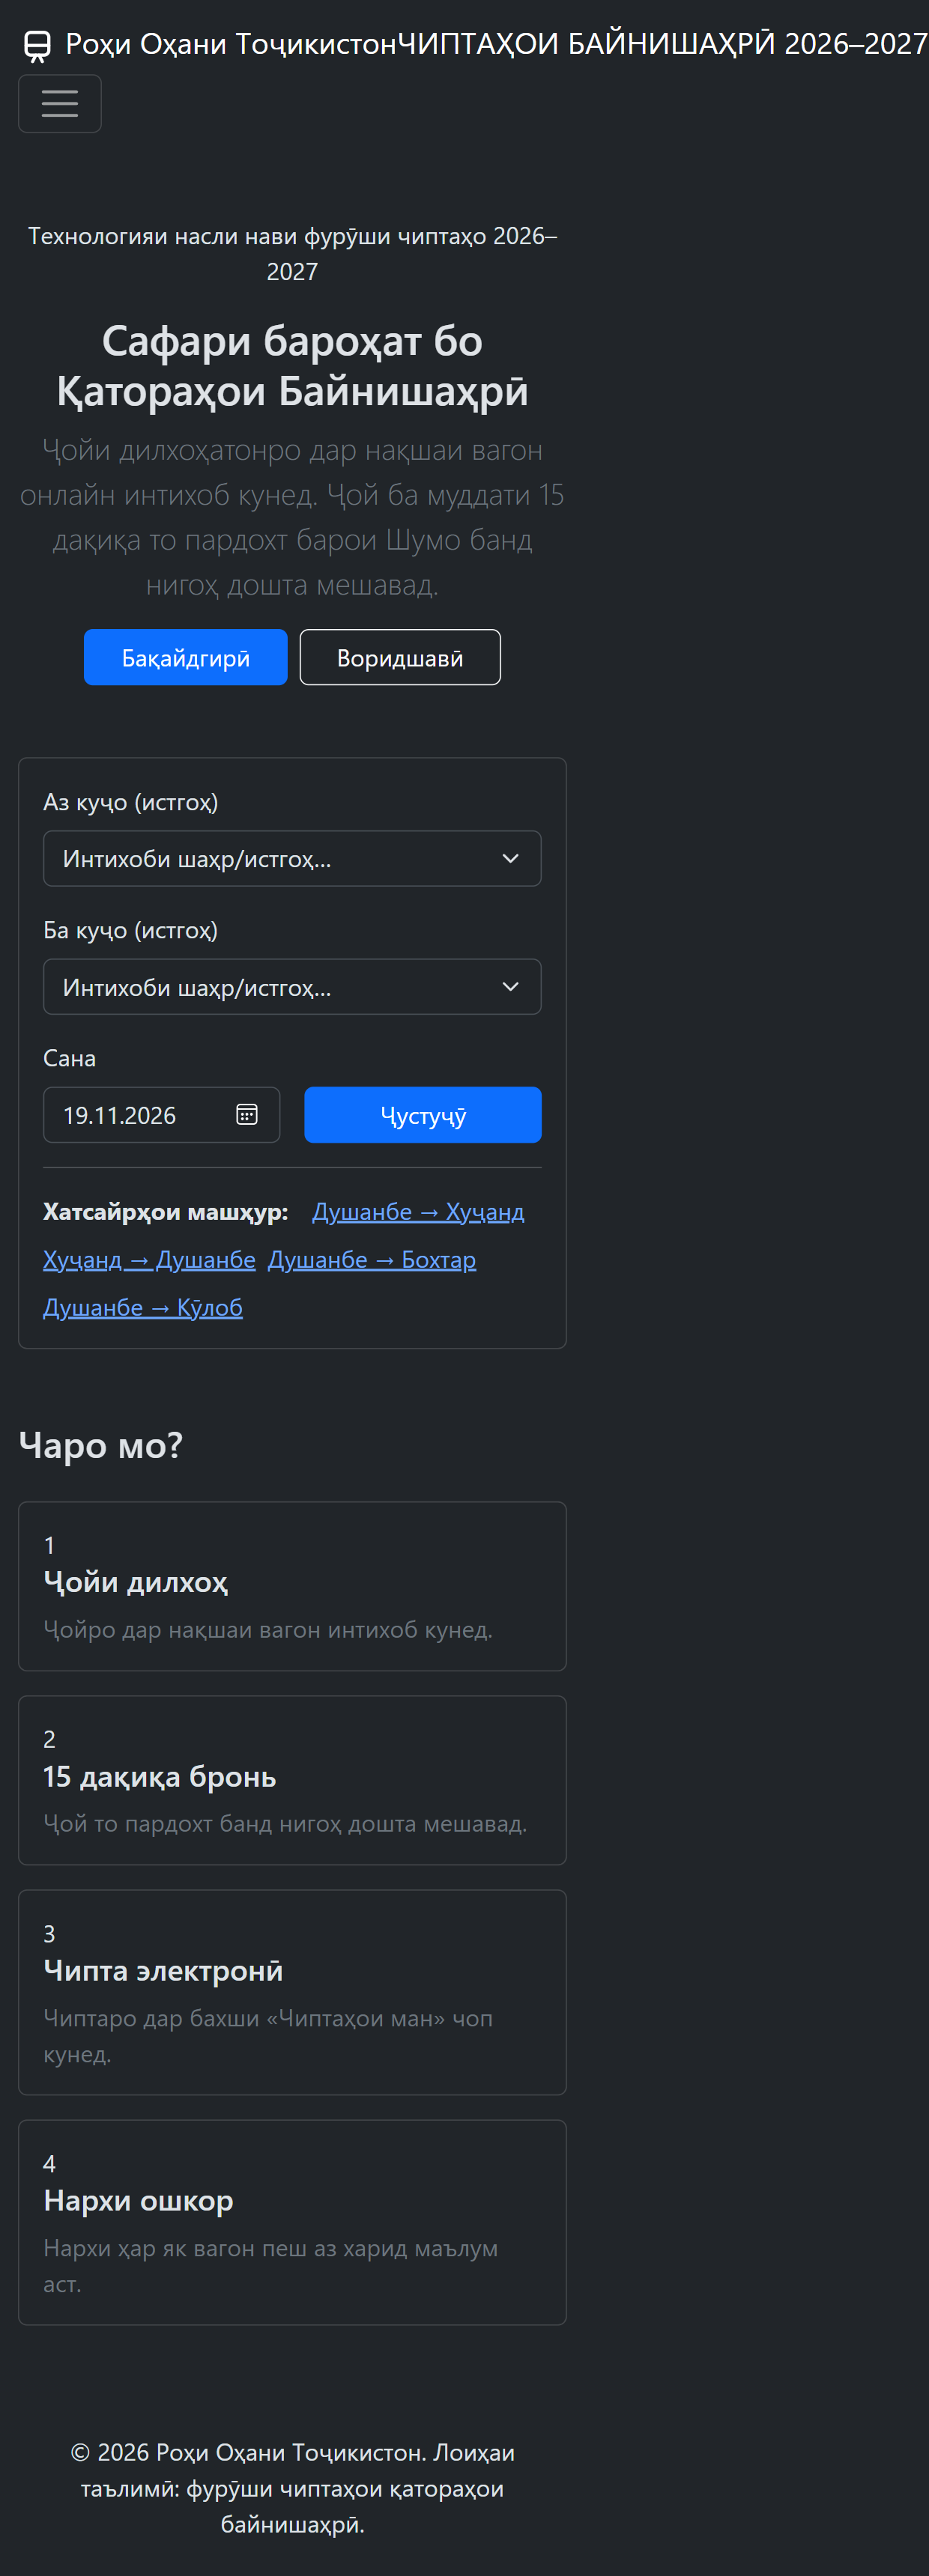 Роҳи Оҳани ТоҷикистонЧИПТАҲОИ БАЙНИШАҲРӢ 2026–2027
Технологияи насли нави фурӯши чиптаҳо 2026–
2027
Сафари бароҳат бо
Қатораҳои Байнишаҳрӣ
Ҷойи дилхоҳатонро дар нақшаи вагон
онлайн интихоб кунед. Ҷой ба муддати 15
дақиқа то пардохт барои Шумо банд
нигоҳ дошта мешавад.
Бақайдгирӣ Воридшавӣ
Аз куҷо (истгоҳ)
Интихоби шаҳр/истгоҳ...
Ба куҷо (истгоҳ)
Интихоби шаҳр/истгоҳ...
Сана
19.11.2026 Ҷустуҷӯ
Хатсайрҳои машҳур: Душанбе → Хуҷанд
Хуҷанд → Душанбе Душанбе → Бохтар
Душанбе → Кӯлоб
Чаро мо?
1
Ҷойи дилхоҳ
Ҷойро дар нақшаи вагон интихоб кунед.
2
15 дақиқа бронь
Ҷой то пардохт банд нигоҳ дошта мешавад.
3
Чипта электронӣ
Чиптаро дар бахши «Чиптаҳои ман» чоп
кунед.
4
Нархи ошкор
Нархи ҳар як вагон пеш аз харид маълум
аст.
© 2026 Роҳи Оҳани Тоҷикистон. Лоиҳаи
таълимӣ: фурӯши чиптаҳои қатораҳои
байнишаҳрӣ.